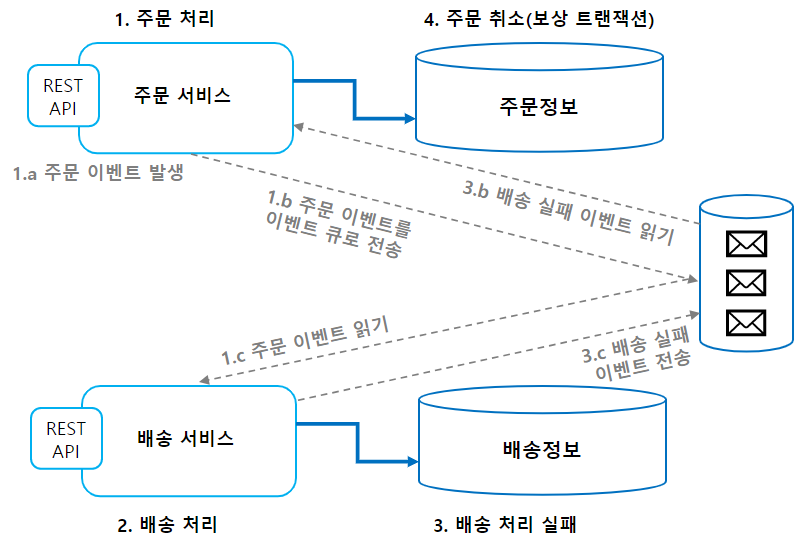 1. 주문 처리
4. 주문 취소(보상 트랜잭션)
REST
API
주문 서비스
주문정보
1.a 주문 이벤트 발생
1.b 주문 이벤트를
이벤트 큐로 전송
3.b 배송 실패 이벤트 읽기
1.c 주문 이벤트 읽기
3.c 배송 실패
이벤트 전송
REST
API
배송 서비스
배송정보
2. 배송 처리
3. 배송 처리 실패